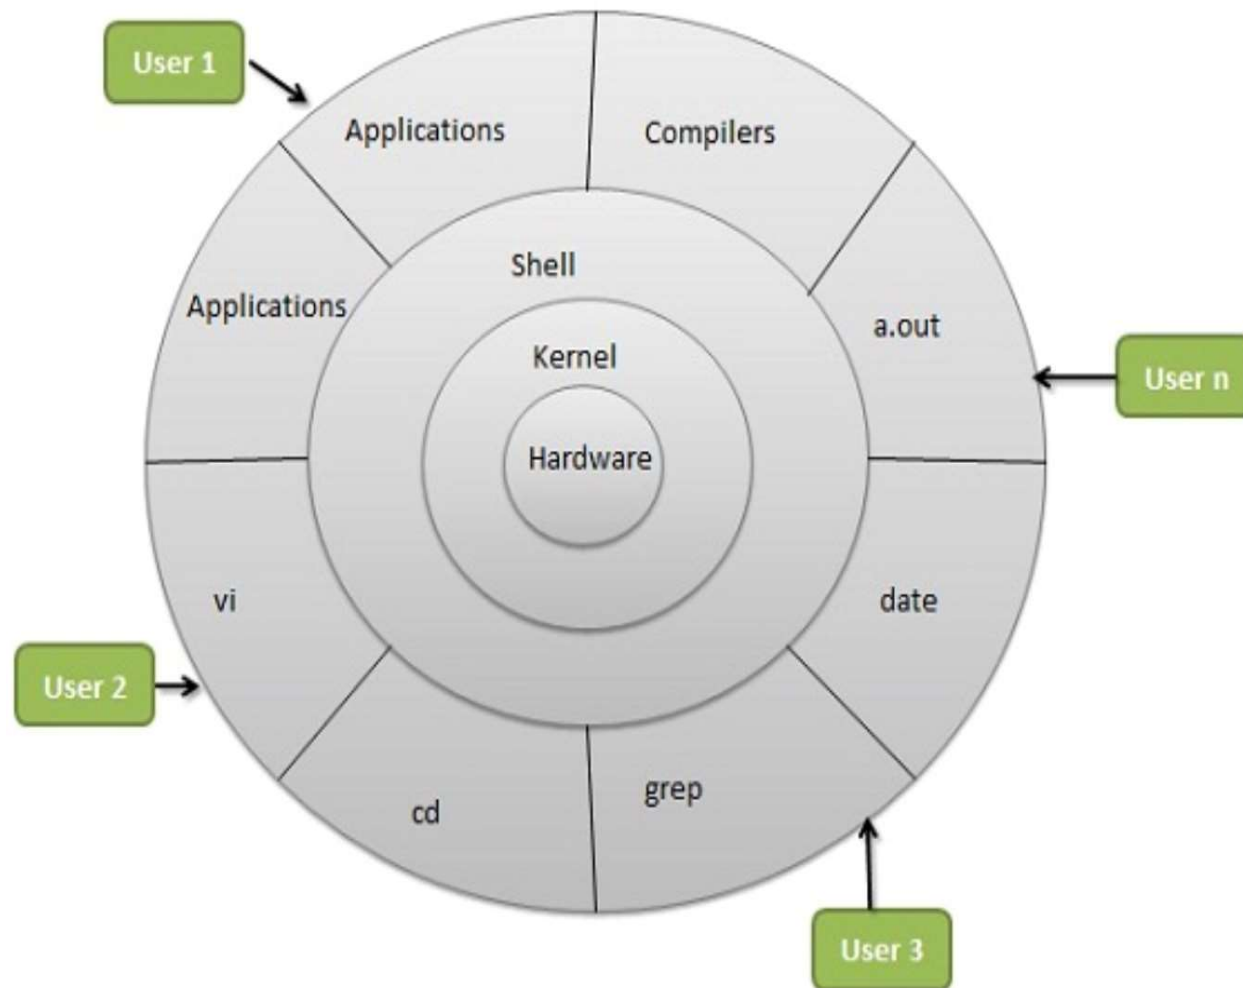 User 1
Applications
Compilers
Shell
Applications
a.out
Kernel
User n
Hardware
vi
date
User 2
cd
grep
User 3